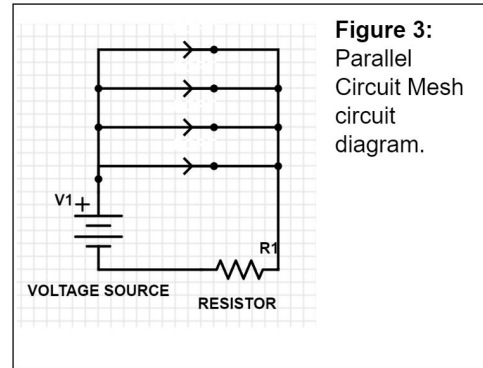 Figure 3:
Parallel
Circuit Mesh
circuit
diagram.
V1
+
R1
VOLTAGE SOURCE
RESISTOR